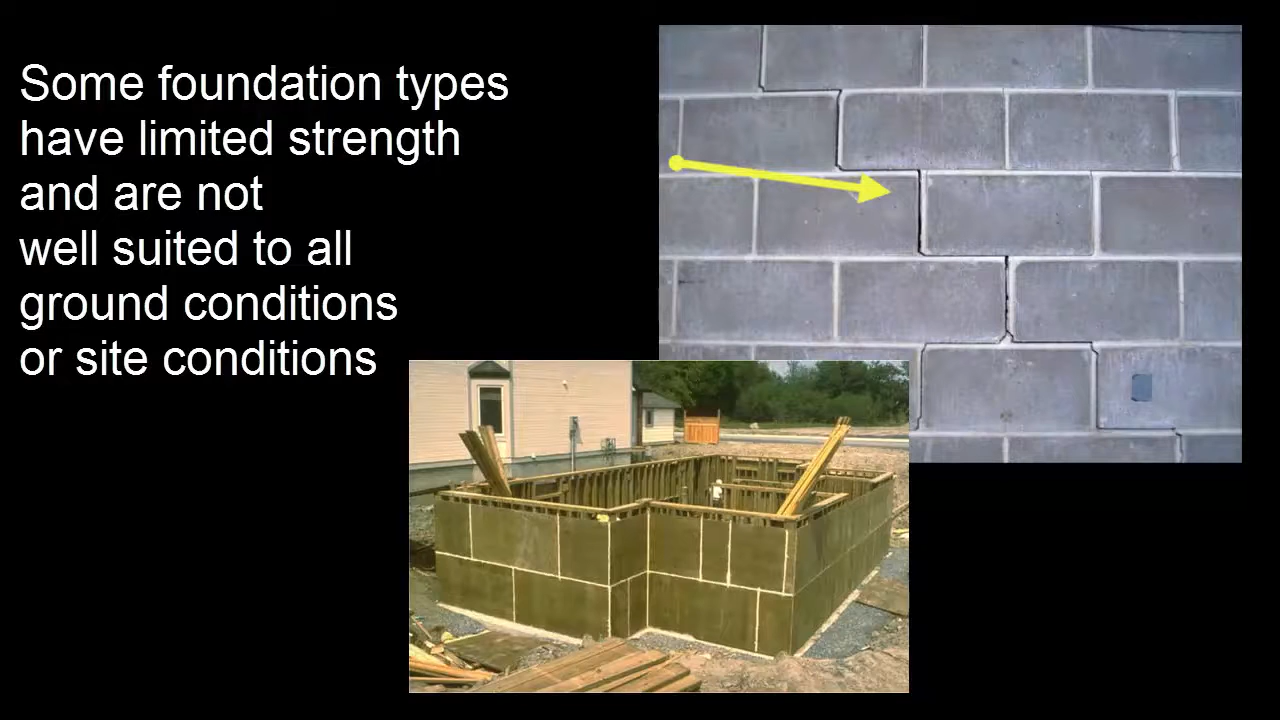 Some foundation types
have limited strength
and are not
well suited to all
ground conditions
or site conditions